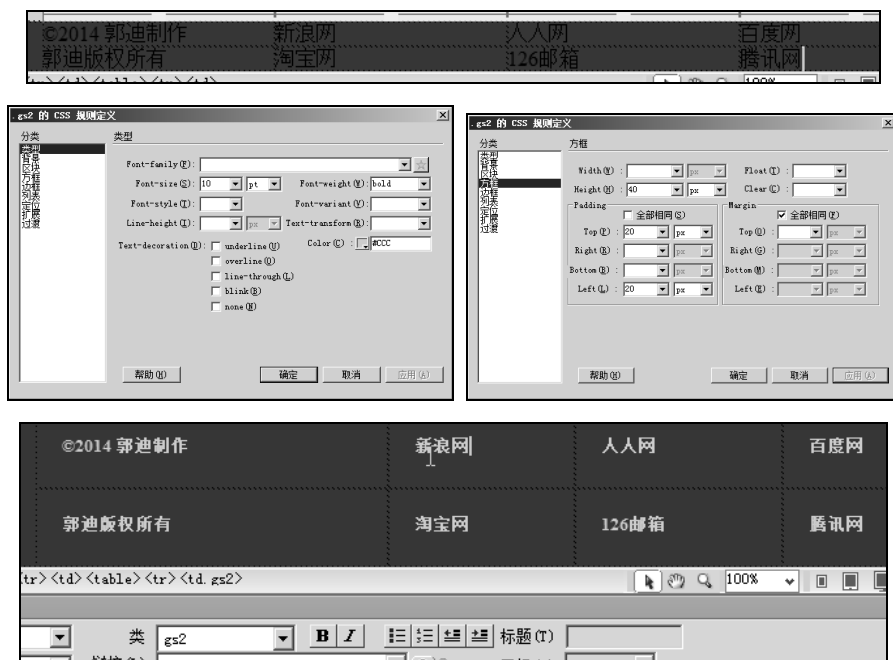 ©2014 郭迪制作 新浪网 人人网 百度网
郭迪版权所有 淘宝网 126邮箱 腾讯网
100%
.gs2 的 CSS 规则定义
分类 类型
类型
背景
区块
方框
边框
列表
定位
扩展
过渡
Font-family(F):
Font-size(S): 10 pt Font-weight(W): bold
Font-style(T): Font-variant(V):
Line-height(I): px Text-transform(R):
Text-decoration(D): underline(U) Color(C): #CCC
overline(O)
line-through(L)
blink(B)
none(N)
帮助(H) 确定 取消 应用(A)
.gs2 的 CSS 规则定义
分类 方框
类型
背景
区块
方框
边框
列表
定位
扩展
过渡
Width(W) : px Float(T) :
Height(H) : 40 px Clear(C) :
Padding Margin
全部相同(S) 全部相同(F)
Top(P) : 20 px Top(O) : px
Right(R) : px Right(G) : px
Bottom(B) : px Bottom(M) : px
Left(L) : 20 px Left(E) : px
帮助(H) 确定 取消 应用(A)
©2014 郭迪制作 新浪网 人人网 百度网
郭迪版权所有 淘宝网 126邮箱 腾讯网
<tr><td><table><tr><td.gs2> 100%
类 gs2 B I 标题(T)